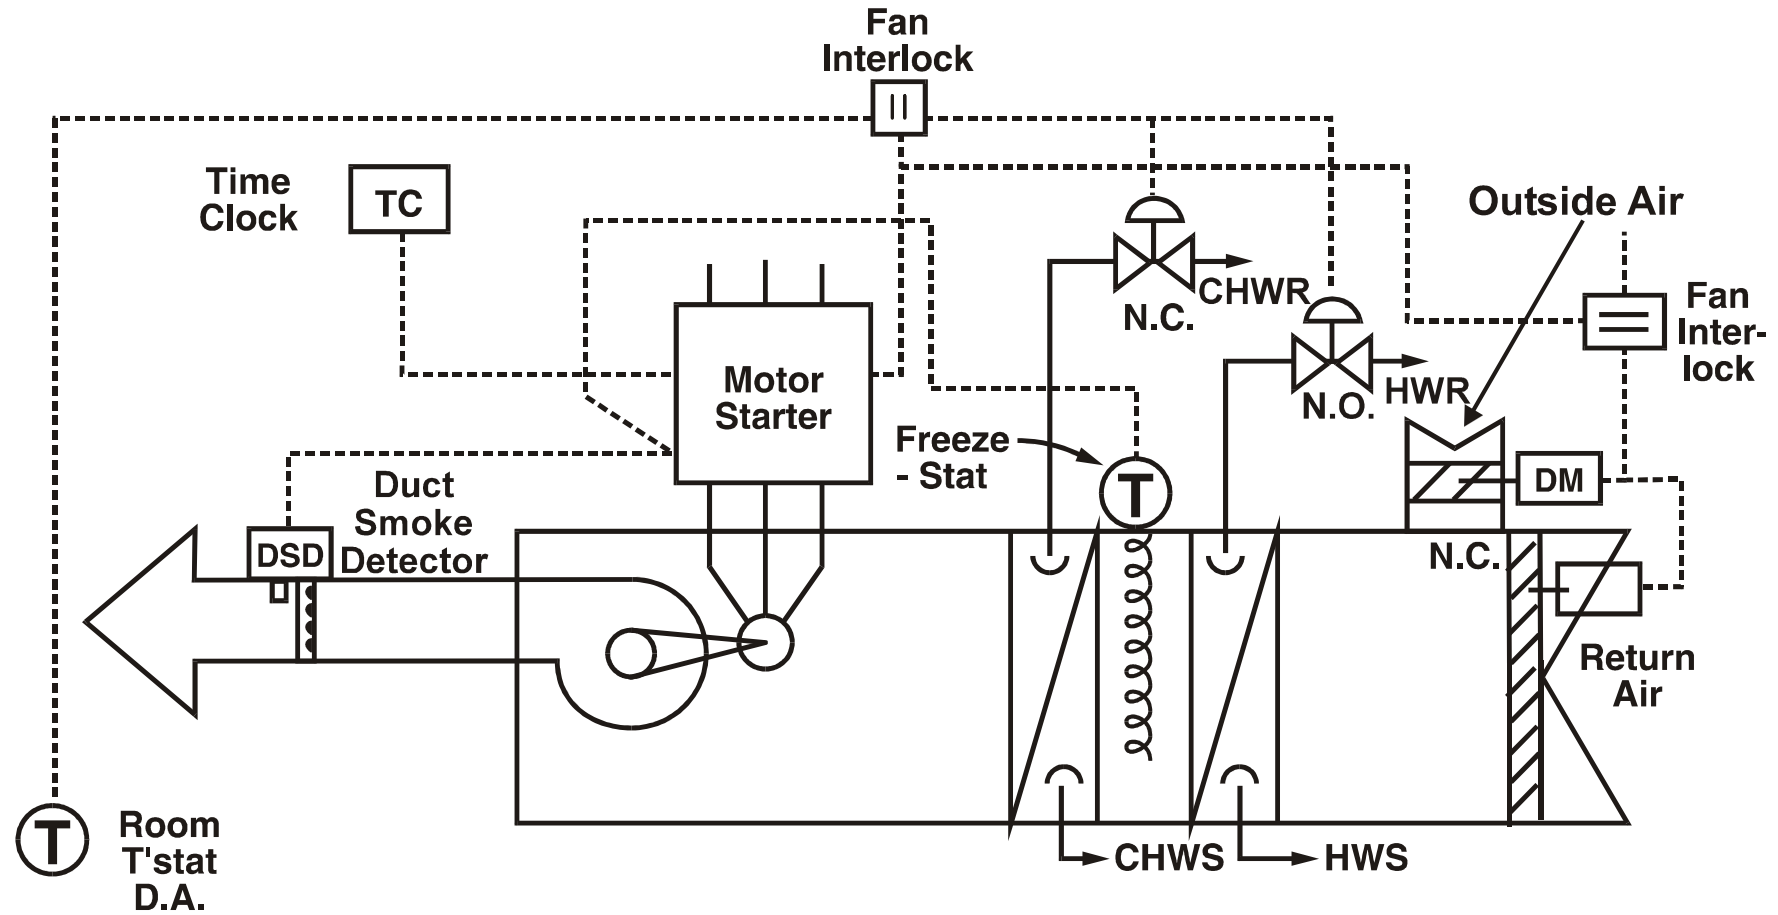 Fan
Interlock
Time
Clock
TC
Outside Air
CHWR
N.C.
Fan
Inter-
lock
Motor
Starter
HWR
N.O.
Freeze
- Stat
T
DM
Duct
Smoke
Detector
DSD
N.C.
Return
Air
T
Room
T'stat
D.A.
CHWS
HWS